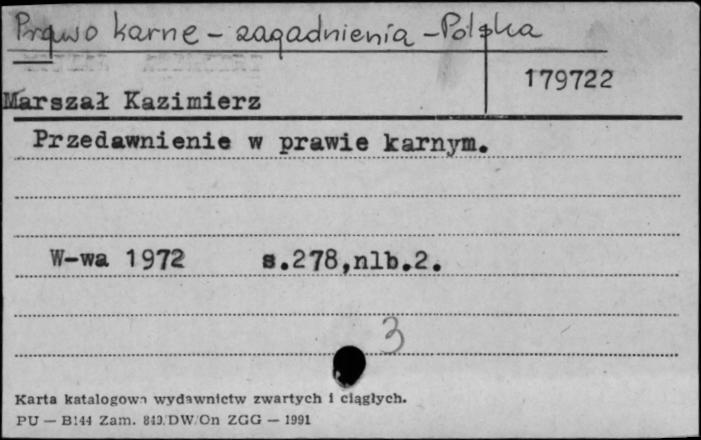 Prawo karne - zagadnienia - Polska
179722
Marszał Kazimierz
Przedawnienie w prawie karnym.
W-wa 1972 s.278,nlb.2.
3
Karta katalogowa wydawnictw zwartych i ciągłych.
PU — B144 Zam. 840/DW/On ZGG — 1991